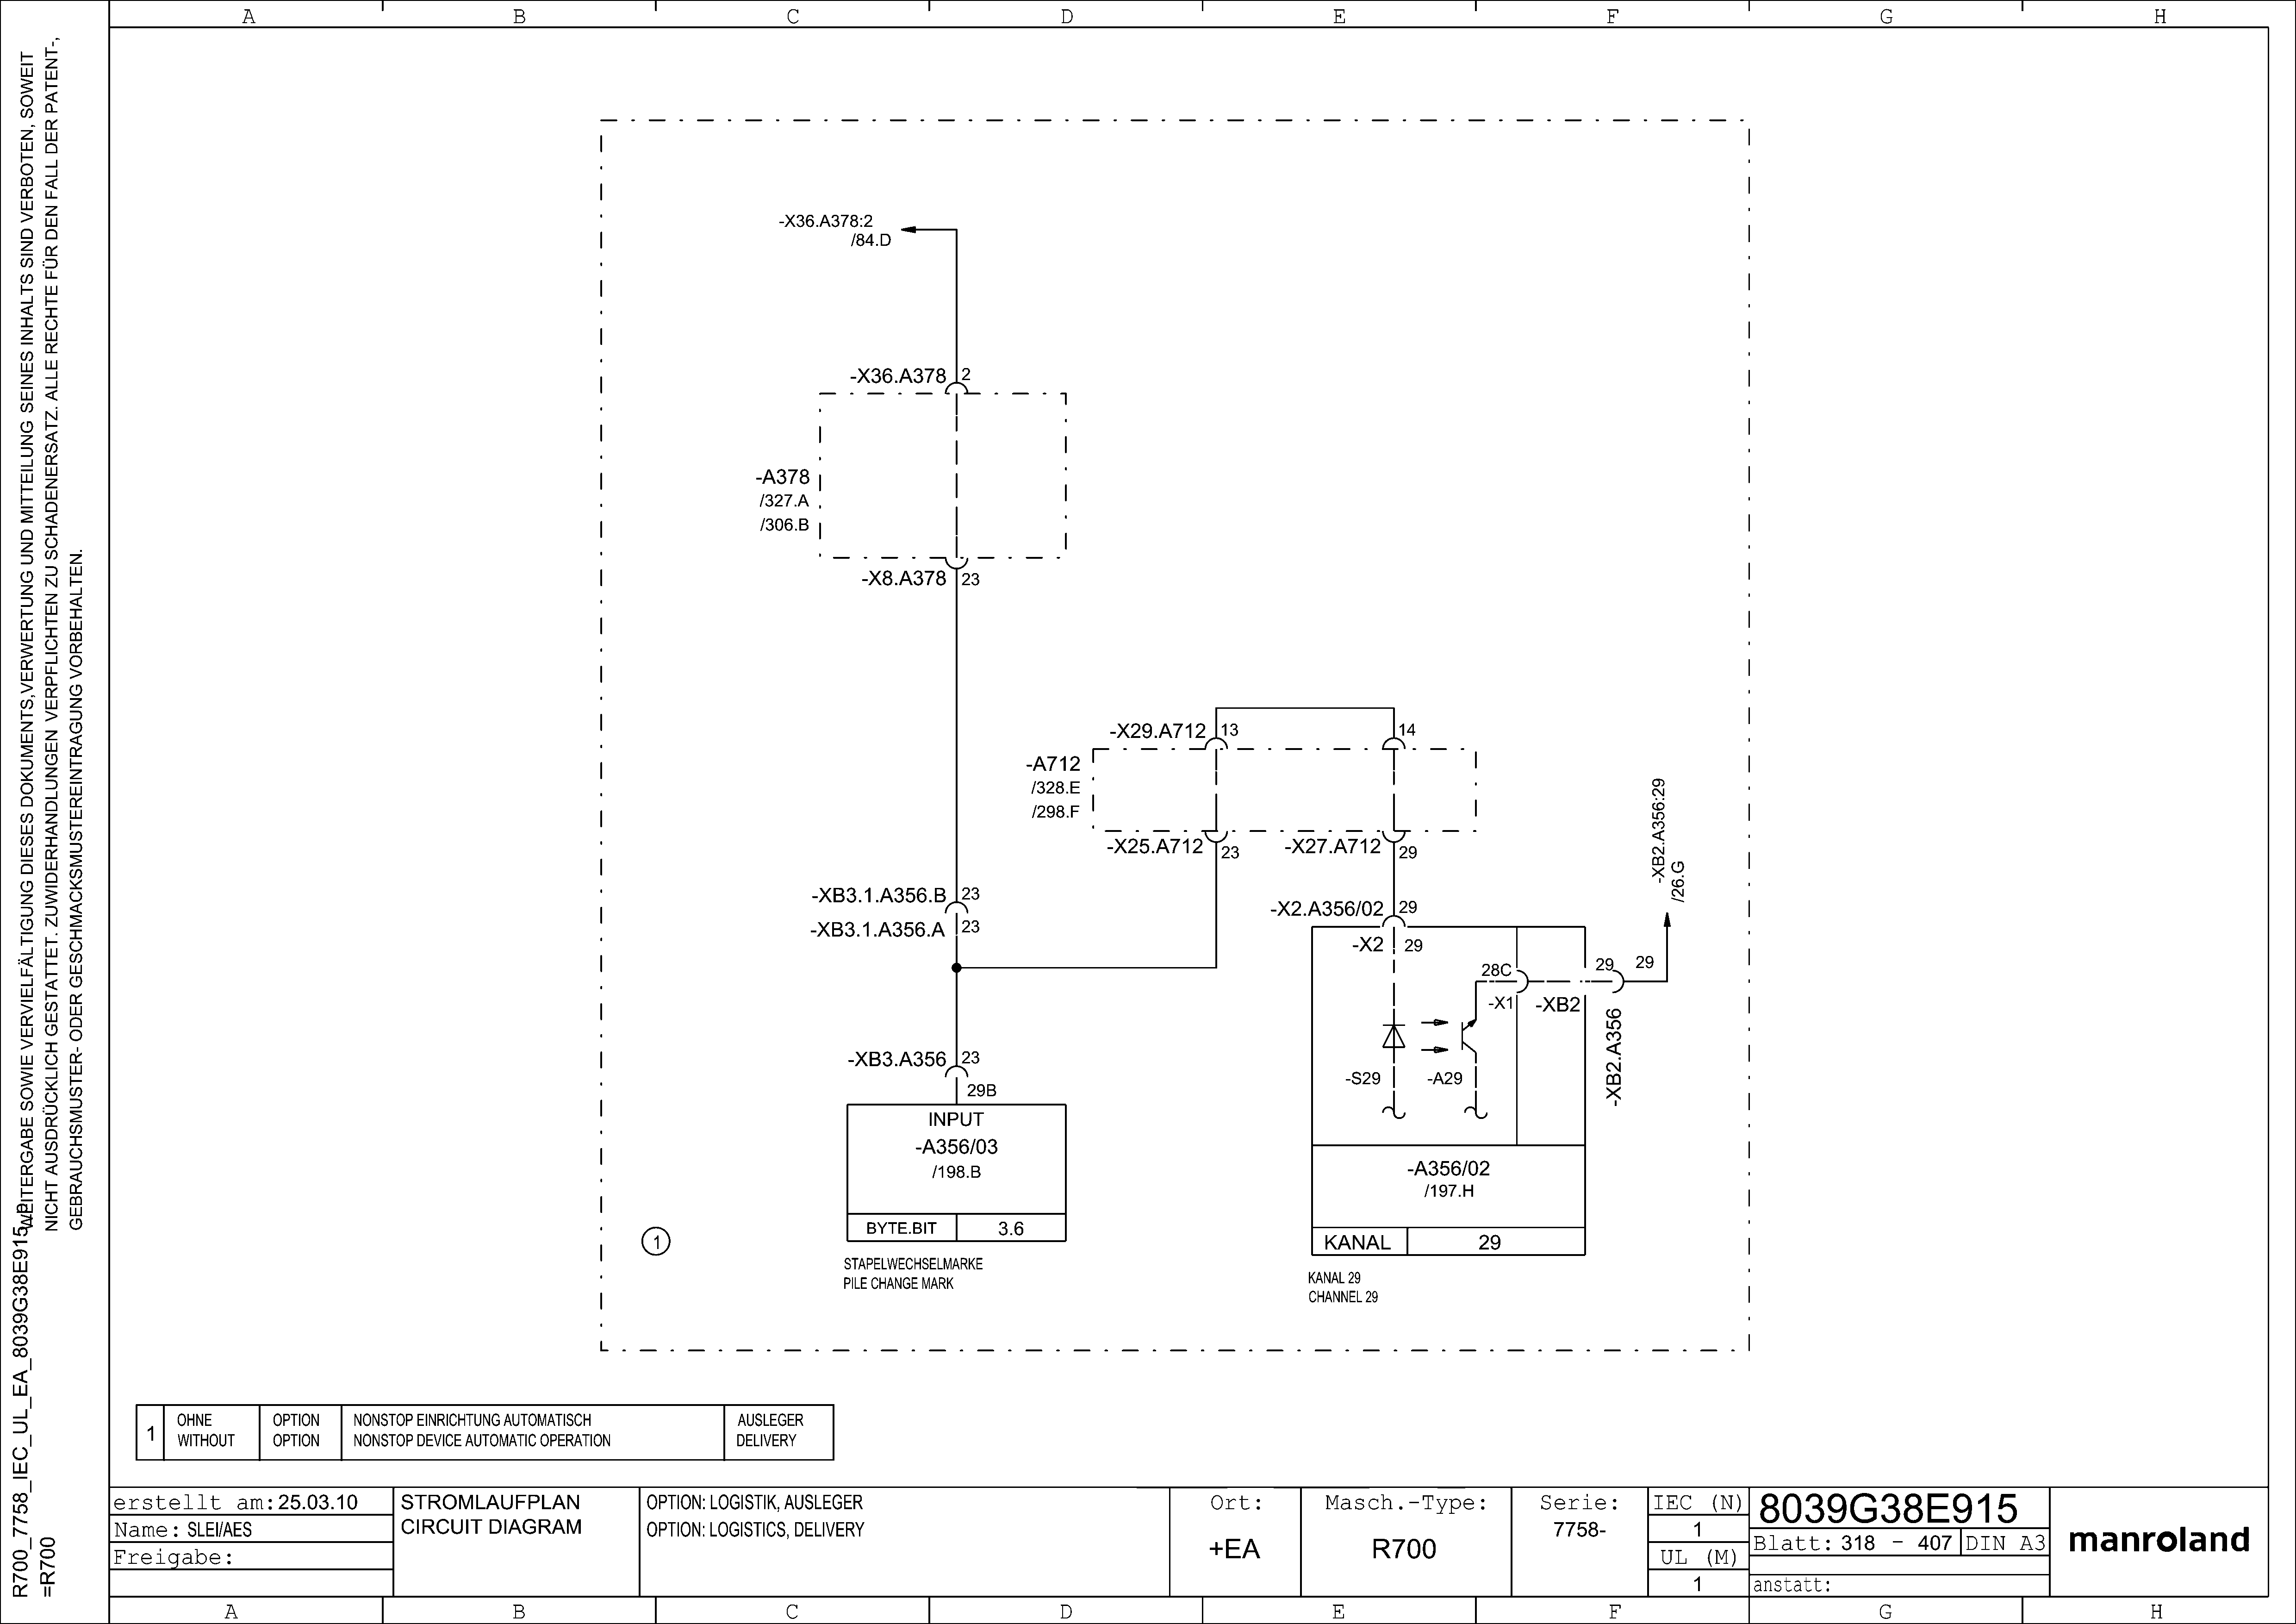 A B C D E F G H
WEITERGABE SOWIE VERVIELFÄLTIGUNG DIESES DOKUMENTS,VERWERTUNG UND MITTEILUNG SEINES INHALTS SIND VERBOTEN, SOWEIT
NICHT AUSDRÜCKLICH GESTATTET. ZUWIDERHANDLUNGEN VERPFLICHTEN ZU SCHADENERSATZ. ALLE RECHTE FÜR DEN FALL DER PATENT-,
GEBRAUCHSMUSTER- ODER GESCHMACKSMUSTEREINTRAGUNG VORBEHALTEN.
R700_7758_IEC_UL_EA_8039G38E915_D
=R700
-X36.A378:2
/84.D
-X36.A378 2
-A378
/327.A
/306.B
-X8.A378 23
-X29.A712 13 14
-A712
/328.E
/298.F
-X25.A712 23 -X27.A712 29
-XB2.A356:29
/26.G
-XB3.1.A356.B 23
-XB3.1.A356.A 23
-X2.A356/02 29
-X2 29
28C 29 29
-X1 -XB2
-XB2.A356
-S29 -A29
-XB3.A356 23
29B
INPUT
-A356/03
/198.B
BYTE.BIT 3.6
STAPELWECHSELMARKE
PILE CHANGE MARK
-A356/02
/197.H
KANAL 29
KANAL 29
CHANNEL 29
1
1 OHNE OPTION NONSTOP EINRICHTUNG AUTOMATISCH AUSLEGER
WITHOUT OPTION NONSTOP DEVICE AUTOMATIC OPERATION DELIVERY
erstellt am: 25.03.10
Name: SLEI/AES
Freigabe:
STROMLAUFPLAN
CIRCUIT DIAGRAM
OPTION: LOGISTIK, AUSLEGER
OPTION: LOGISTICS, DELIVERY
Ort:
+EA
Masch.-Type:
R700
Serie:
7758-
IEC (N)
1
UL (M)
1
8039G38E915
Blatt: 318 - 407 DIN A3
anstatt:
manroland
A B C D E F G H